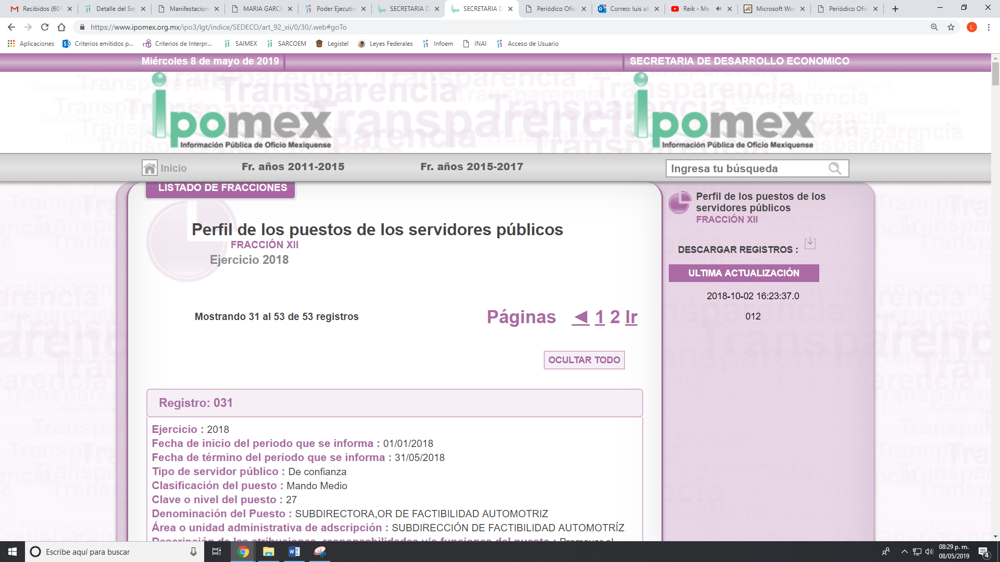 Recibidos (601
Detalle del Seg
Manifestacion
MARIA GARCIA
Poder Ejecutiv
SECRETARIA D
SECRETARIA D
Periódico Ofici
Correo: luis all
Reik - Me
Microsoft Wor
Periódico Ofic
https://www.ipomex.org.mx/ipo3/lgt/indice/SEDECO/art_92_xii/0/30/.web#goTo
L
Aplicaciones
Criterios emitidos p...
Criterios de Interpr...
SAIMEX
SARCOEM
Legistel
Leyes Federales
Infoem
INAI
Acceso de Usuario
Miércoles 8 de mayo de 2019
SECRETARIA DE DESARROLLO ECONOMICO
ipomex
Información Pública de Oficio Mexiquense
ipomex
Información Pública de Oficio Mexiquense
Inicio
Fr. años 2011-2015
Fr. años 2015-2017
Ingresa tu búsqueda
LISTADO DE FRACCIONES
Perfil de los puestos de los servidores públicos
FRACCIÓN XII
Ejercicio 2018
Mostrando 31 al 53 de 53 registros
Páginas ◄ 1 2 Ir
OCULTAR TODO
Registro: 031
Ejercicio : 2018
Fecha de inicio del periodo que se informa : 01/01/2018
Fecha de término del periodo que se informa : 31/05/2018
Tipo de servidor público : De confianza
Clasificación del puesto : Mando Medio
Clave o nivel del puesto : 27
Denominación del Puesto : SUBDIRECTORA,OR DE FACTIBILIDAD AUTOMOTRIZ
Área o unidad administrativa de adscripción : SUBDIRECCIÓN DE FACTIBILIDAD AUTOMOTRÍZ
Descripción de las atribuciones, responsabilidades y/o funciones del puesto : Promover el
Perfil de los puestos de los
servidores públicos
FRACCIÓN XII
DESCARGAR REGISTROS :
ULTIMA ACTUALIZACIÓN
2018-10-02 16:23:37.0
012
Escribe aquí para buscar
08:29 p. m.
08/05/2019
4